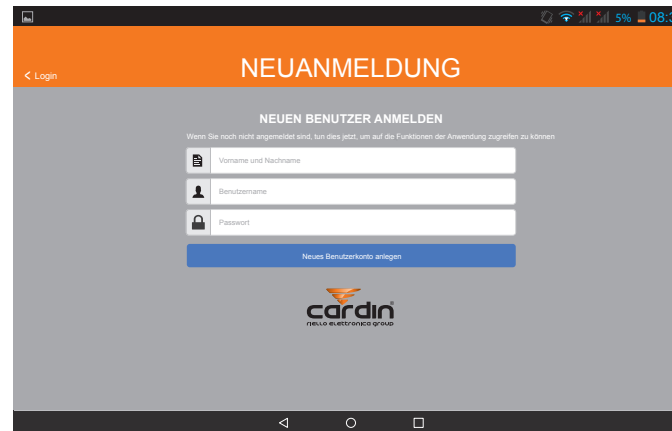 5% 08:3
< Login
NEUANMELDUNG
NEUEN BENUTZER ANMELDEN
Wenn Sie noch nicht angemeldet sind, tun dies jetzt, um auf die Funktionen der Anwendung zugreifen zu können
Vorname und Nachname
Benutzername
Passwort
Neues Benutzerkonto anlegen
cardin
nello elettronica group